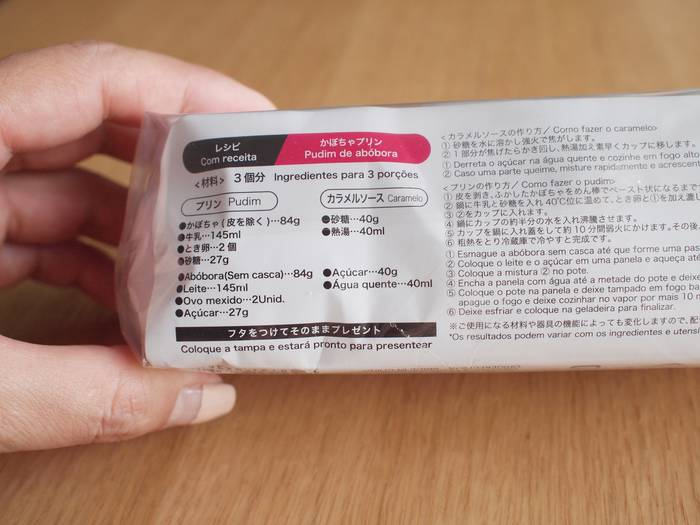 レシピ
Com receita
かぼちゃプリン
Pudim de abóbora
<材料> 3個分 Ingredientes para 3 porções
プリン Pudim
●かぼちゃ(皮を除く)…84g
●牛乳…145ml
●とき卵…2個
●砂糖…27g
●Abóbora(Sem casca)…84g
●Leite…145ml
●Ovo mexido…2Unid.
●Açúcar…27g
カラメルソース Caramelo
●砂糖…40g
●熱湯…40ml
●Açúcar…40g
●Água quente…40ml
フタをつけてそのままプレゼント
Coloque a tampa e estará pronto para presentear
<カラメルソースの作り方/ Como fazer o caramelo>
① 砂糖を水に溶かし強火で焦がします。
② 1部分が焦げたらかき回し、熱湯加え素早くカップに移します。
① Derreta o açúcar na água quente e cozinhe em fogo alto
② Caso uma parte queime, misture rapidamente e acrescent
<プリンの作り方/ Como fazer o pudim>
① 皮を剥き、ふかしたかぼちゃをめん棒でペースト状になるまで
② 鍋に牛乳と砂糖を入れ 40℃位に温めて、とき卵と①を加え濾し
③ ②をカップに入れます。
④ 鍋にカップの約半分の水を入れ沸騰させます。
⑤ カップを鍋に入れ蓋をして約10分間弱火にかけます。その後、
⑥ 粗熱をとり冷蔵庫で冷やすと完成です。
① Esmague a abóbora sem casca até que forme uma pas
② Coloque o leite e o açúcar em uma panela e aqueça até
③ Coloque a mistura ② no pote.
④ Encha a panela com água até a metade do pote e deixe
⑤ Coloque o pote na panela e deixe tampado em fogo ba
apague o fogo e deixe cozinhar no vapor por mais 10 m
⑥ Deixe esfriar e coloque na geladeira para finalizar.
※ご使用になる材料や器具の機能によっても変化しますので、配
*Os resultados podem variar com os ingredientes e utensí